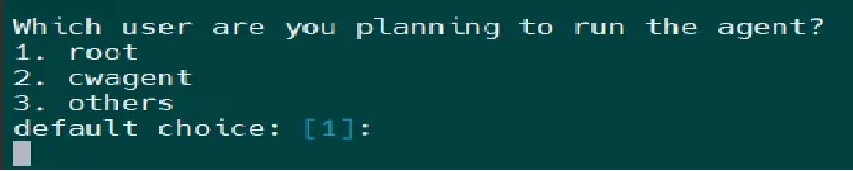 Which user are you planning to run the agent?
1. root
2. cwagent
3. others
default choice: [1]: